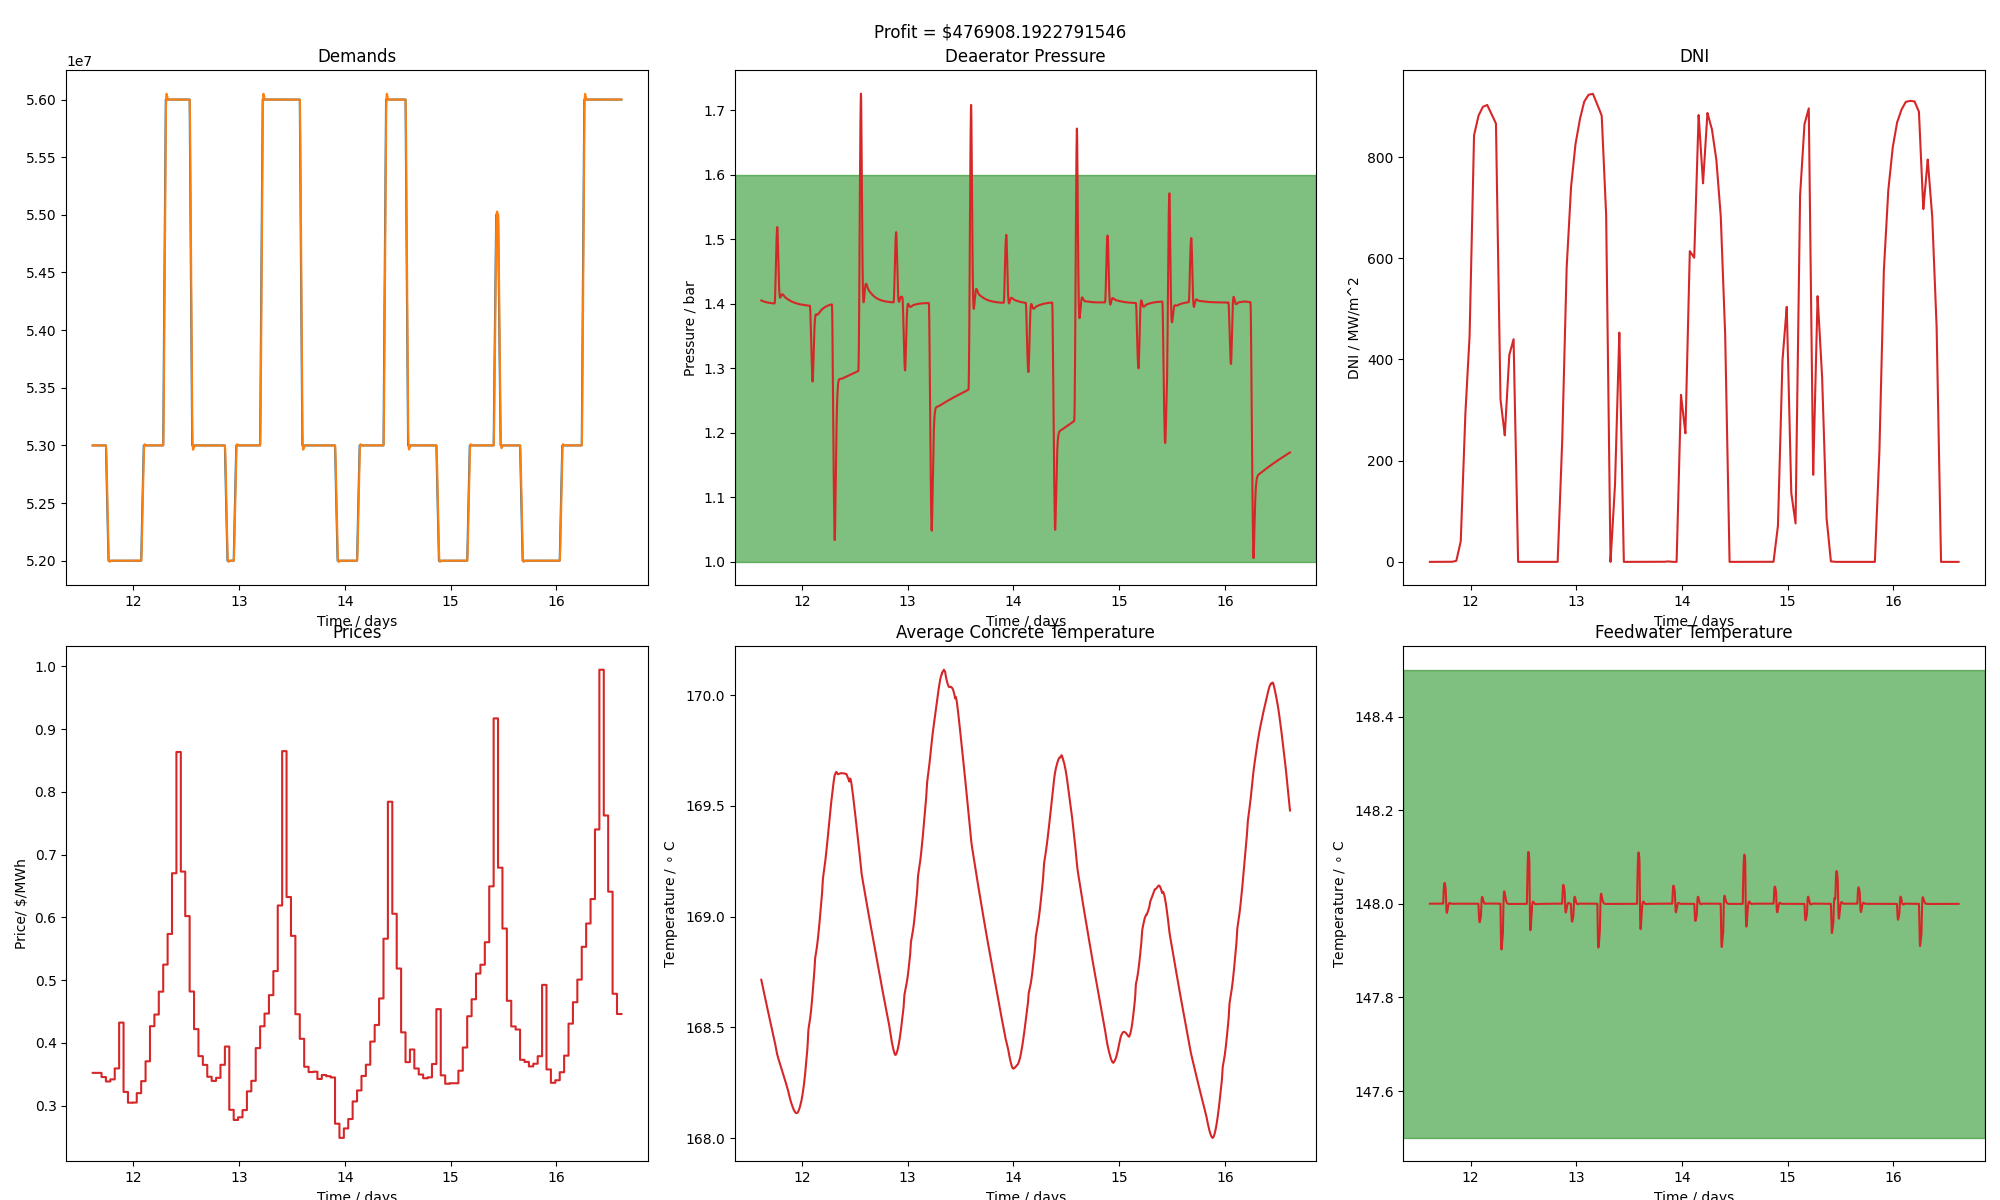 Profit = $476908.1922791546
Demands
1e7
5.60
5.55
5.50
5.45
5.40
5.35
5.30
5.25
5.20
12 13 14 15 16
Time / days
Deaerator Pressure
Pressure / bar
1.7
1.6
1.5
1.4
1.3
1.2
1.1
1.0
12 13 14 15 16
Time / days
DNI
DNI / MW/m^2
800
600
400
200
0
12 13 14 15 16
Time / days
Prices
Price/ $/MWh
1.0
0.9
0.8
0.7
0.6
0.5
0.4
0.3
12 13 14 15 16
Time / days
Average Concrete Temperature
Temperature / ∘ C
170.0
169.5
169.0
168.5
168.0
12 13 14 15 16
Time / days
Feedwater Temperature
Temperature / ∘ C
148.4
148.2
148.0
147.8
147.6
12 13 14 15 16
Time / days